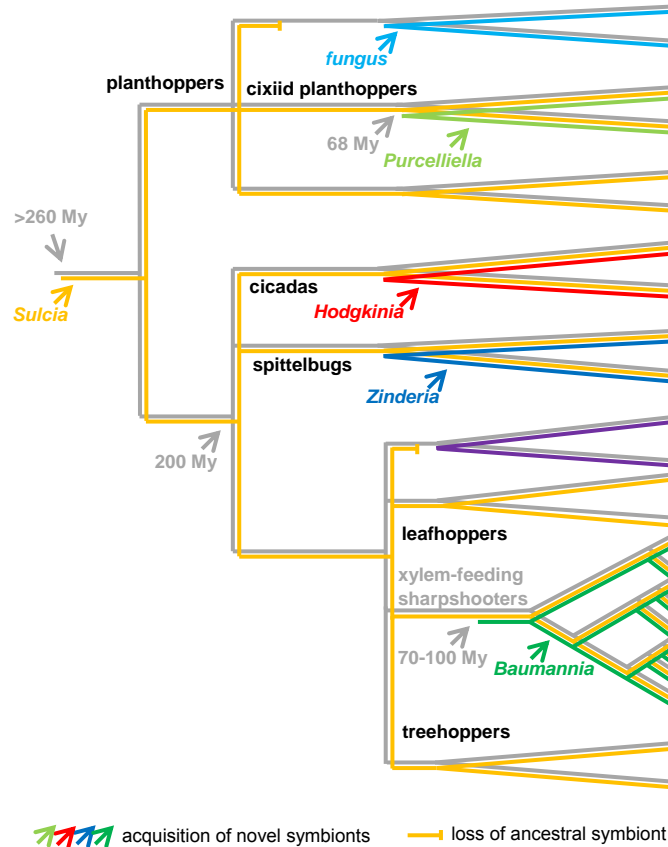 fungus
planthoppers
cixiid planthoppers
68 My
Purcelliella
>260 My
Sulcia
cicadas
Hodgkinia
spittelbugs
Zinderia
200 My
leafhoppers
xylem-feeding
sharpshooters
70-100 My
Baumannia
treehoppers
acquisition of novel symbionts
loss of ancestral symbiont